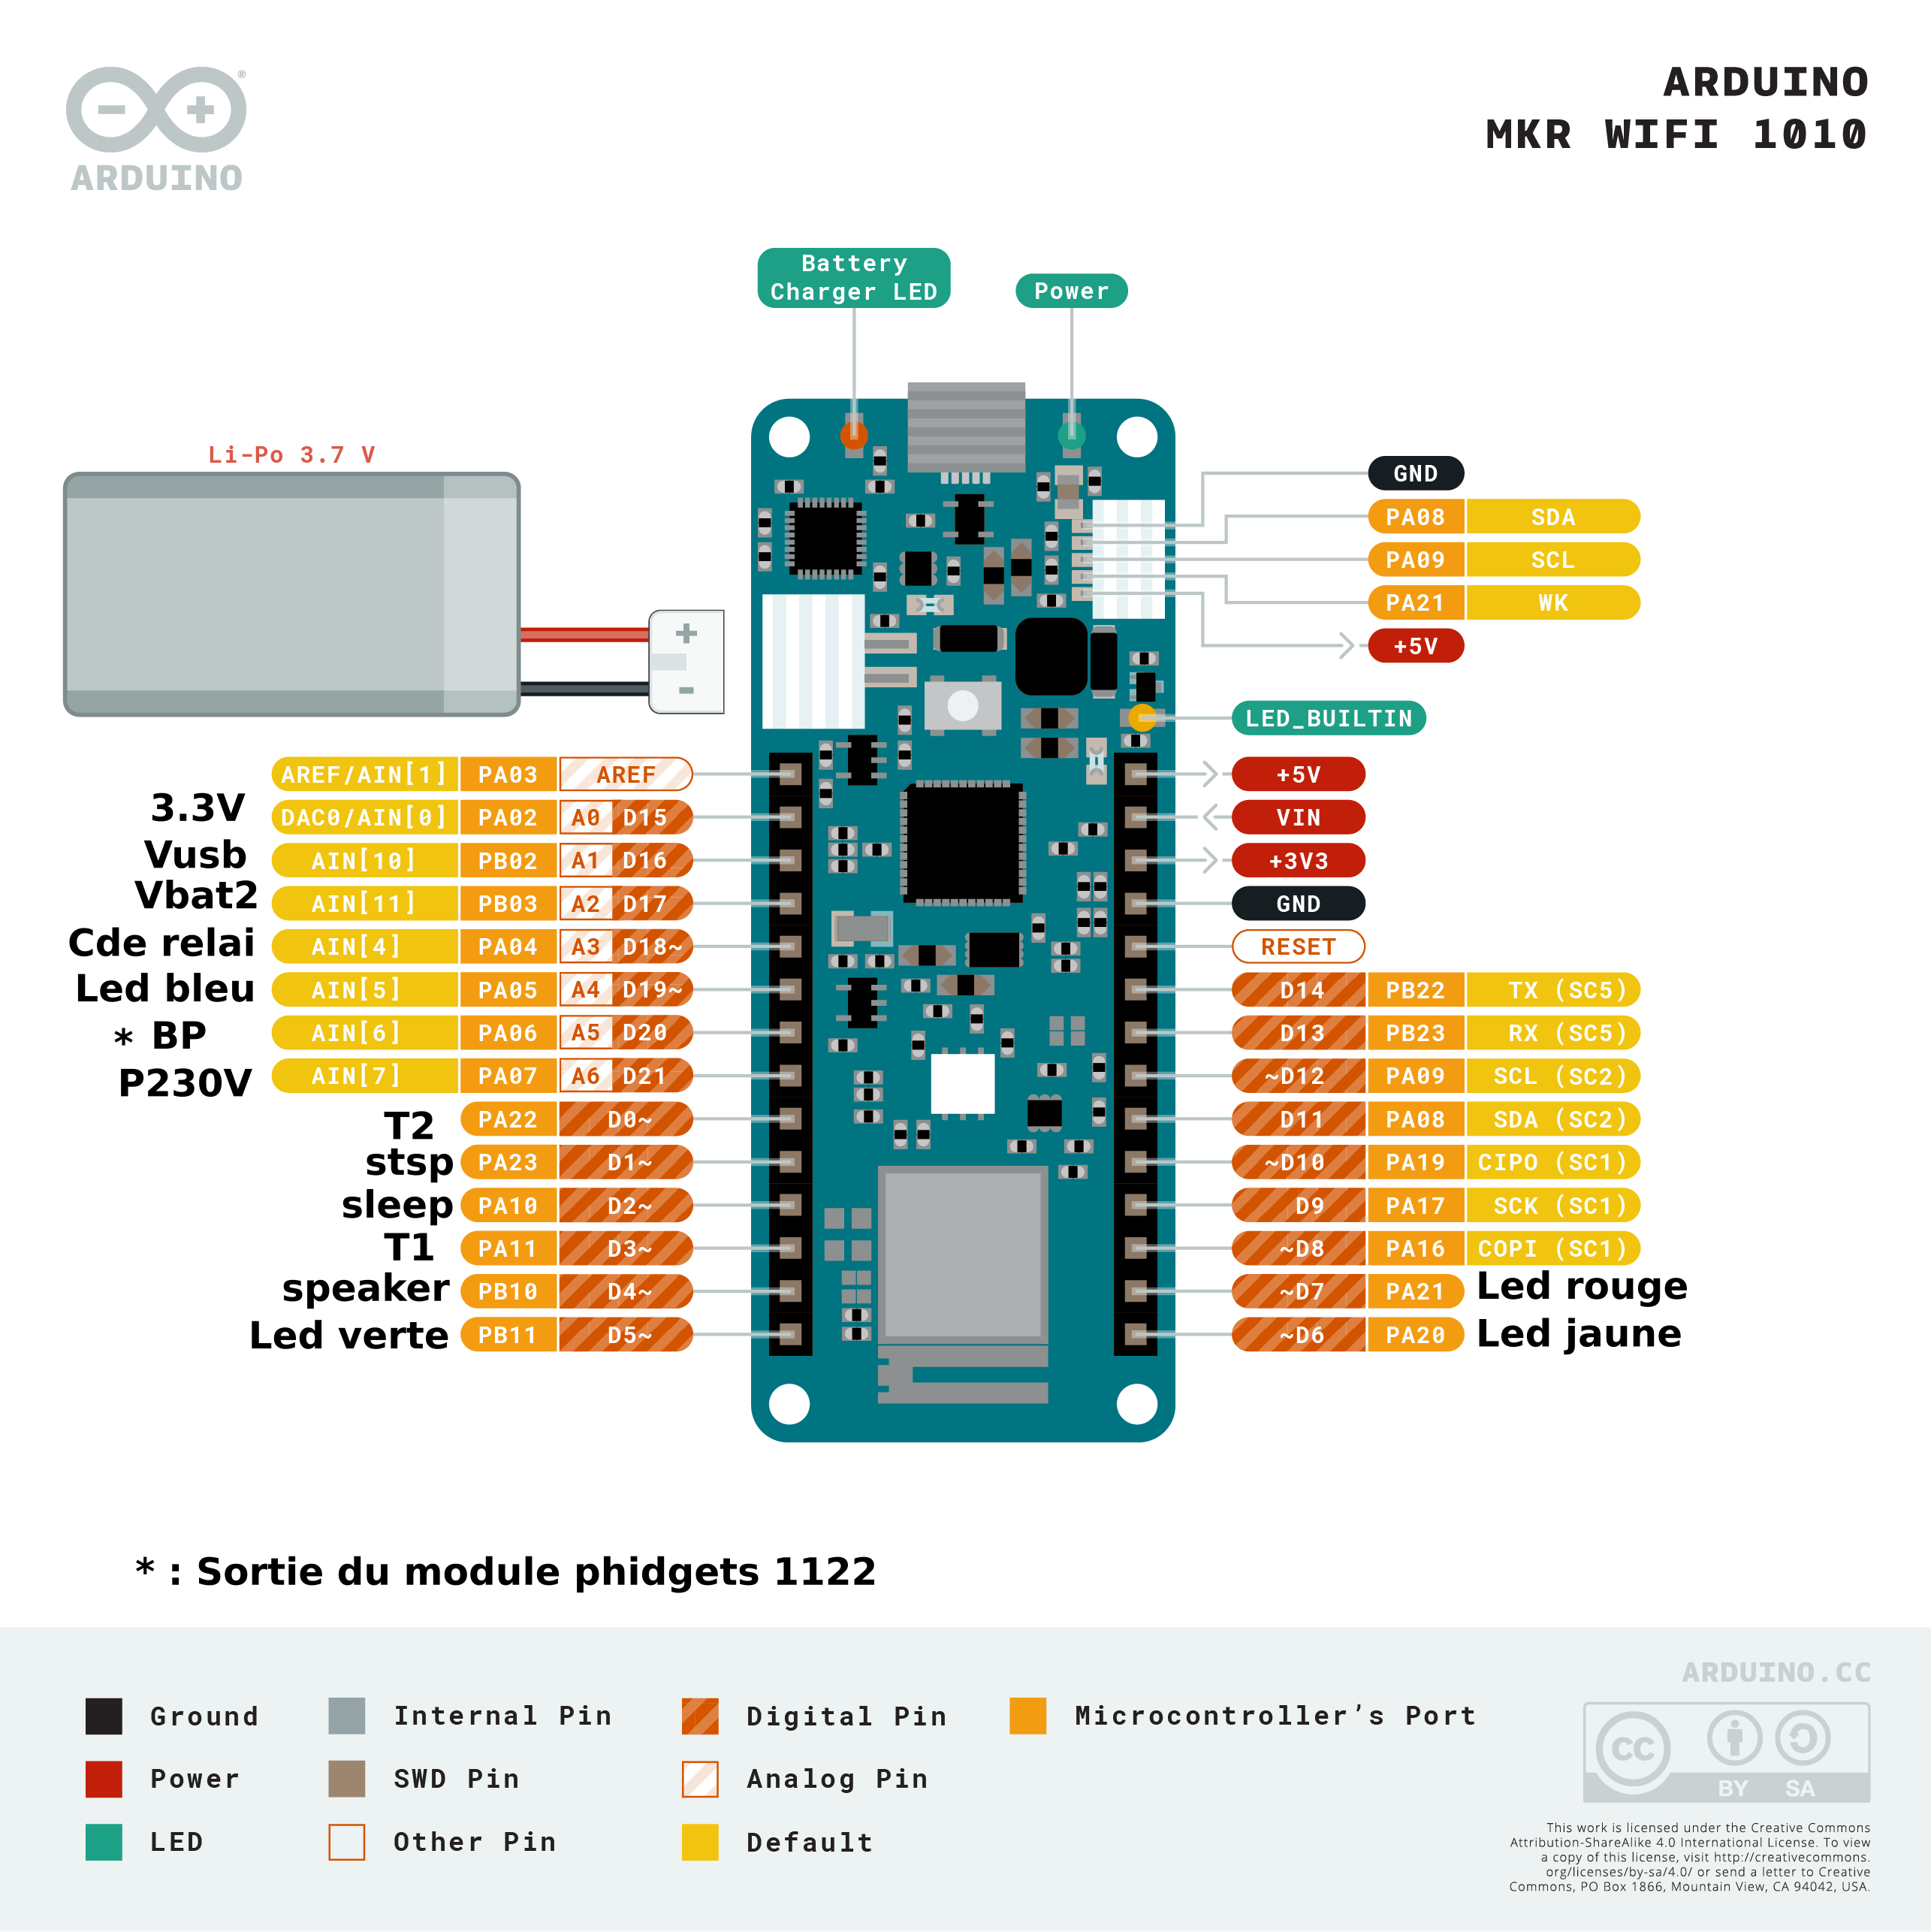 ARDUINO
MKR WIFI 1010
®
ARDUINO
Battery
Charger LED
Power
Li-Po 3.7 V
+
-
GND
PA08 SDA
PA09 SCL
PA21 WK
+5V
LED_BUILTIN
AREF/AIN[1] PA03 AREF
3.3V DAC0/AIN[0] PA02 A0 D15
Vusb AIN[10] PB02 A1 D16
Vbat2 AIN[11] PB03 A2 D17
Cde relai AIN[4] PA04 A3 D18~
Led bleu AIN[5] PA05 A4 D19~
* BP AIN[6] PA06 A5 D20
P230V AIN[7] PA07 A6 D21
T2 PA22 D0~
stsp PA23 D1~
sleep PA10 D2~
T1 PA11 D3~
speaker PB10 D4~
Led verte PB11 D5~
+5V
VIN
+3V3
GND
RESET
D14 PB22 TX (SC5)
D13 PB23 RX (SC5)
~D12 PA09 SCL (SC2)
D11 PA08 SDA (SC2)
~D10 PA19 CIPO (SC1)
D9 PA17 SCK (SC1)
~D8 PA16 COPI (SC1)
~D7 PA21 Led rouge
~D6 PA20 Led jaune
* : Sortie du module phidgets 1122
Ground
Power
LED
Internal Pin
SWD Pin
Other Pin
Digital Pin
Analog Pin
Default
Microcontroller's Port
ARDUINO.CC
CC
BY SA
This work is licensed under the Creative Commons
Attribution-ShareAlike 4.0 International License. To view
a copy of this license, visit http://creativecommons.
org/licenses/by-sa/4.0/ or send a letter to Creative
Commons, PO Box 1866, Mountain View, CA 94042, USA.